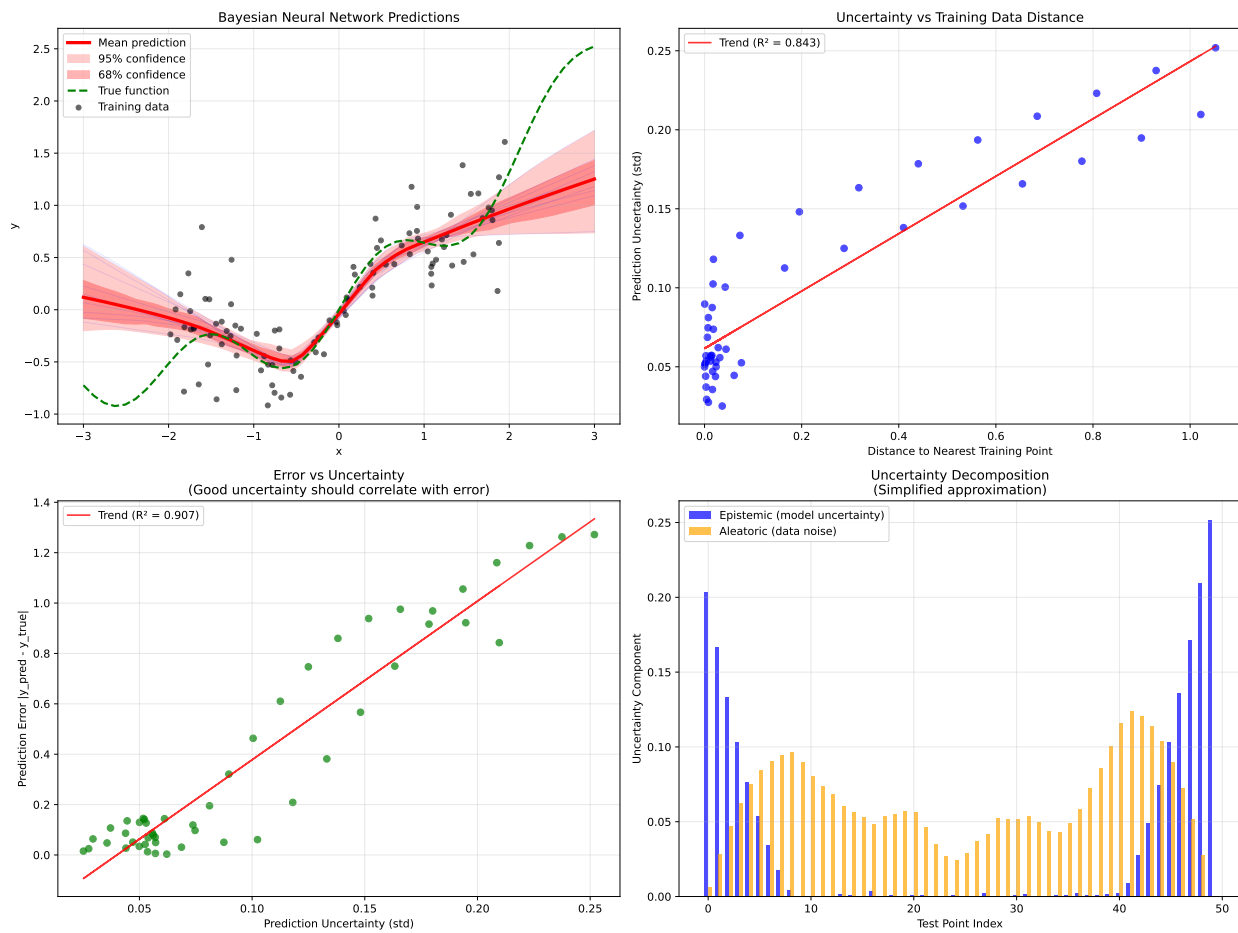 Bayesian Neural Network Predictions
Mean prediction
95% confidence
68% confidence
True function
Training data
2.5
2.0
1.5
1.0
0.5
0.0
−0.5
−1.0
y
−3
−2
−1
0
1
2
3
x
Uncertainty vs Training Data Distance
Trend (R² = 0.843)
0.25
0.20
0.15
0.10
0.05
Prediction Uncertainty (std)
0.0
0.2
0.4
0.6
0.8
1.0
Distance to Nearest Training Point
Error vs Uncertainty
(Good uncertainty should correlate with error)
Trend (R² = 0.907)
1.4
1.2
1.0
0.8
0.6
0.4
0.2
0.0
Prediction Error |y_pred - y_true|
0.05
0.10
0.15
0.20
0.25
Prediction Uncertainty (std)
Uncertainty Decomposition
(Simplified approximation)
Epistemic (model uncertainty)
Aleatoric (data noise)
0.25
0.20
0.15
0.10
0.05
0.00
Uncertainty Component
0
10
20
30
40
50
Test Point Index